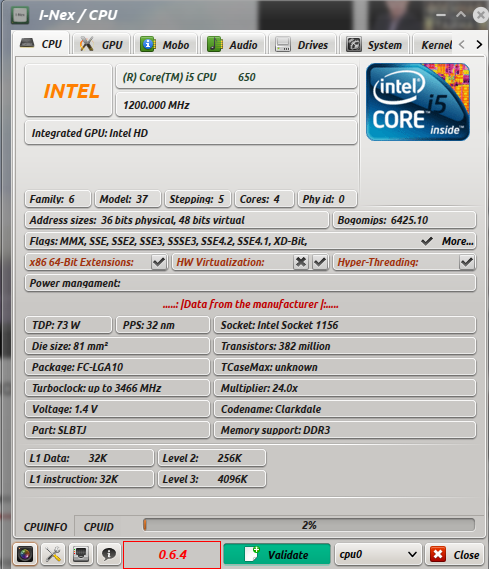 I-Nex / CPU
CPU GPU Mobo Audio Drives System Kernel
INTEL
(R) Core(TM) i5 CPU 650
1200.000 MHz
Integrated GPU: Intel HD
intel
CORE i5
inside™
Family: 6 Model: 37 Stepping: 5 Cores: 4 Phy id: 0
Address sizes: 36 bits physical, 48 bits virtual Bogomips: 6425.10
Flags: MMX, SSE, SSE2, SSE3, SSSE3, SSE4.2, SSE4.1, XD-Bit, More...
x86 64-Bit Extensions: HW Virtualization: Hyper-Threading:
Power mangament:
.....: |Data from the manufacturer |:.....
TDP: 73 W PPS: 32 nm Socket: Intel Socket 1156
Die size: 81 mm² Transistors: 382 million
Package: FC-LGA10 TCaseMax: unknown
Turboclock: up to 3466 MHz Multiplier: 24.0x
Voltage: 1.4 V Codename: Clarkdale
Part: SLBTJ Memory support: DDR3
L1 Data: 32K Level 2: 256K
L1 instruction: 32K Level 3: 4096K
CPUINFO CPUID 2%
0.6.4 Validate cpu0 Close